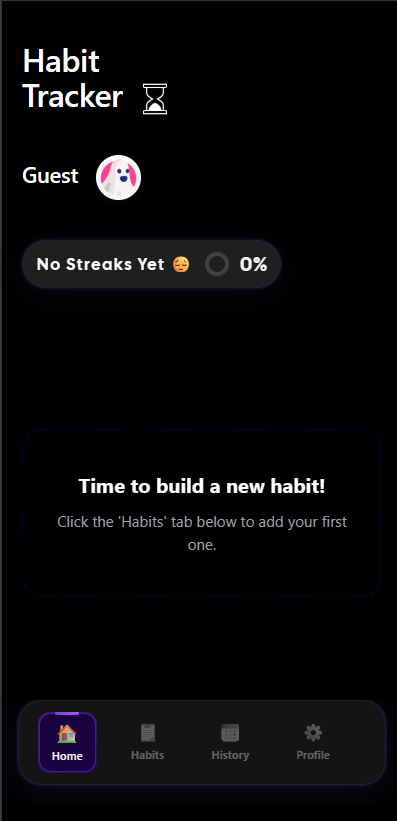 Habit
Tracker ⌛
Guest
No Streaks Yet 😔 0%
Time to build a new habit!
Click the 'Habits' tab below to add your first
one.
Home Habits History Profile